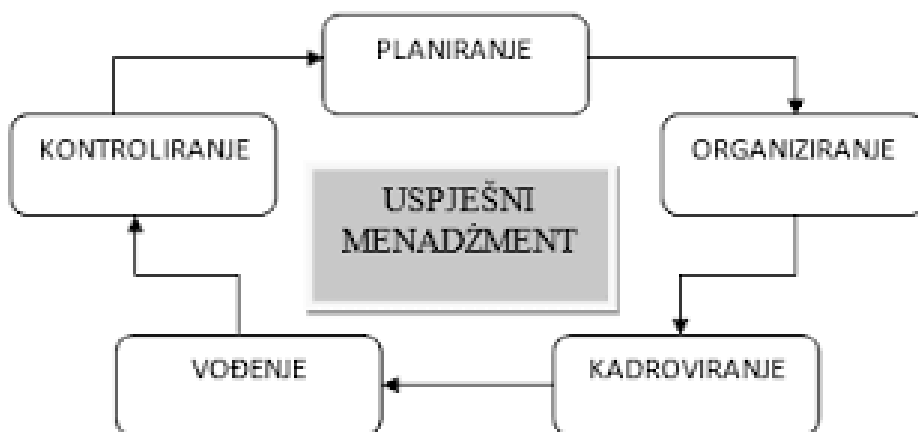 PLANIRANJE
KONTROLIRANJE
ORGANIZIRANJE
USPJEŠNI
MENADŽMENT
VOĐENJE
KADROVIRANJE